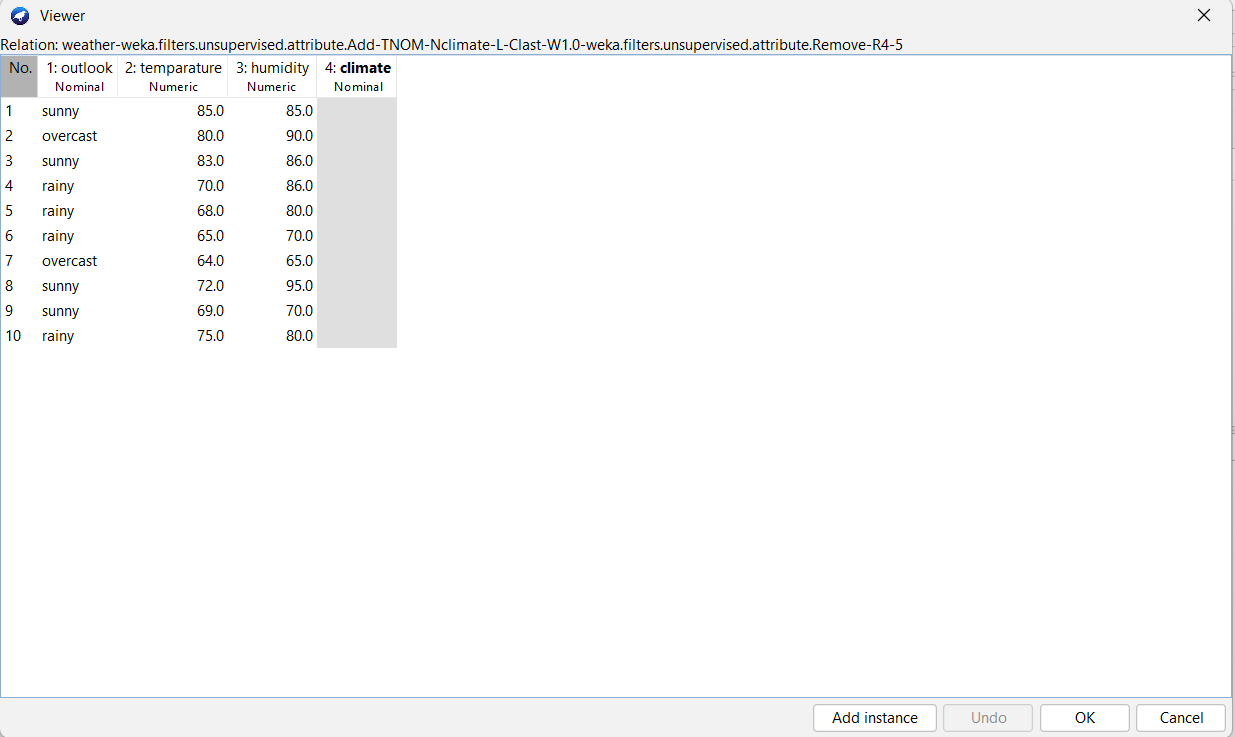 Viewer
Relation: weather-weka.filters.unsupervised.attribute.Add-TNOM-Nclimate-L-Clast-W1.0-weka.filters.unsupervised.attribute.Remove-R4-5
No. 1: outlook 2: temparature 3: humidity 4: climate
Nominal Numeric Numeric Nominal
1 sunny 85.0 85.0
2 overcast 80.0 90.0
3 sunny 83.0 86.0
4 rainy 70.0 86.0
5 rainy 68.0 80.0
6 rainy 65.0 70.0
7 overcast 64.0 65.0
8 sunny 72.0 95.0
9 sunny 69.0 70.0
10 rainy 75.0 80.0
Add instance Undo OK Cancel